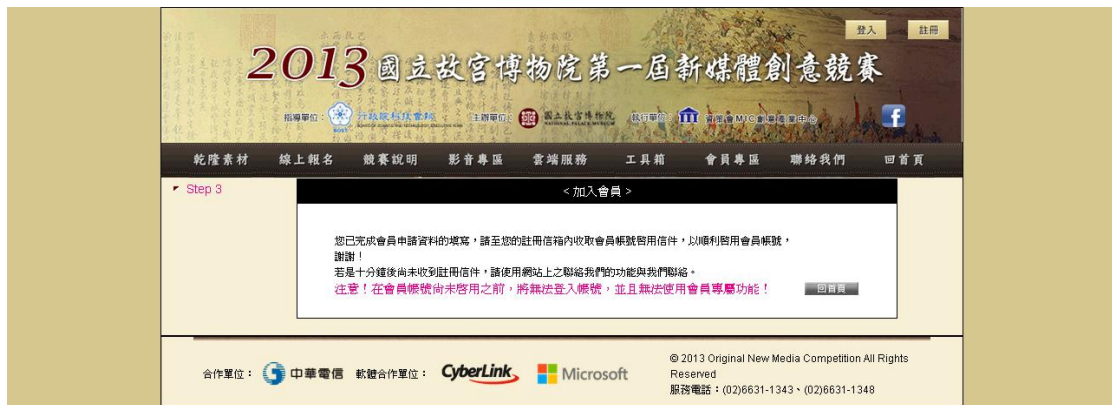 登入 註冊
2013國立故宮博物院第一屆新媒體創意競賽
指導單位： 行政院科技會報 主辦單位： 國立故宮博物院 執行單位： 資策會MIC創新產業中心
乾隆素材 線上報名 競賽說明 影音專區 雲端服務 工具箱 會員專區 聯絡我們 回首頁
Step 3
< 加入會員 >
您已完成會員申請資料的填寫，請至您的註冊信箱內收取會員帳號啟用信件，以順利啟用會員帳號，
謝謝！
若是十分鐘後尚未收到註冊信件，請使用網站上之聯絡我們的功能與我們聯絡。
注意！在會員帳號尚未啟用之前，將無法登入帳號，並且無法使用會員專屬功能！ 回首頁
合作單位： 中華電信 軟體合作單位： CyberLink Microsoft
© 2013 Original New Media Competition All Rights
Reserved
服務電話：(02)6631-1343、(02)6631-1348